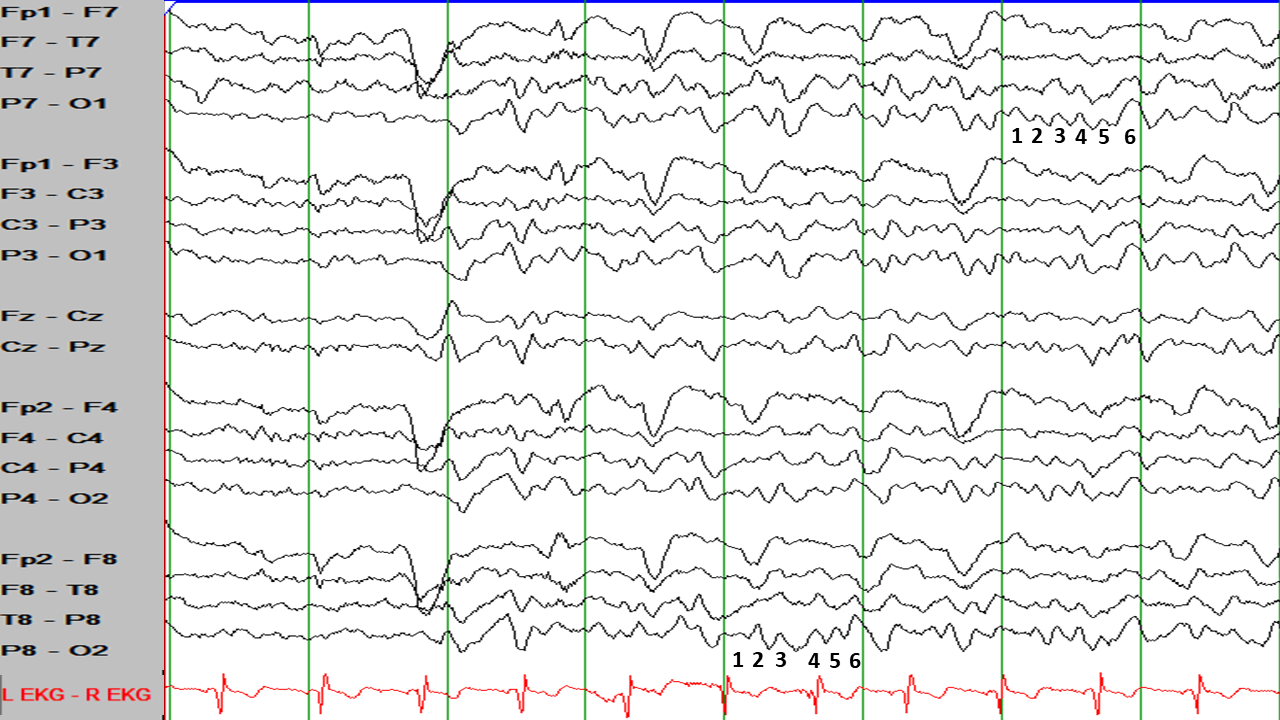 Fp1 - F7
F7 - T7
T7 - P7
P7 - O1
1 2 3 4 5 6
Fp1 - F3
F3 - C3
C3 - P3
P3 - O1
Fz - Cz
Cz - Pz
Fp2 - F4
F4 - C4
C4 - P4
P4 - O2
Fp2 - F8
F8 - T8
T8 - P8
P8 - O2
1 2 3 4 5 6
L EKG - R EKG